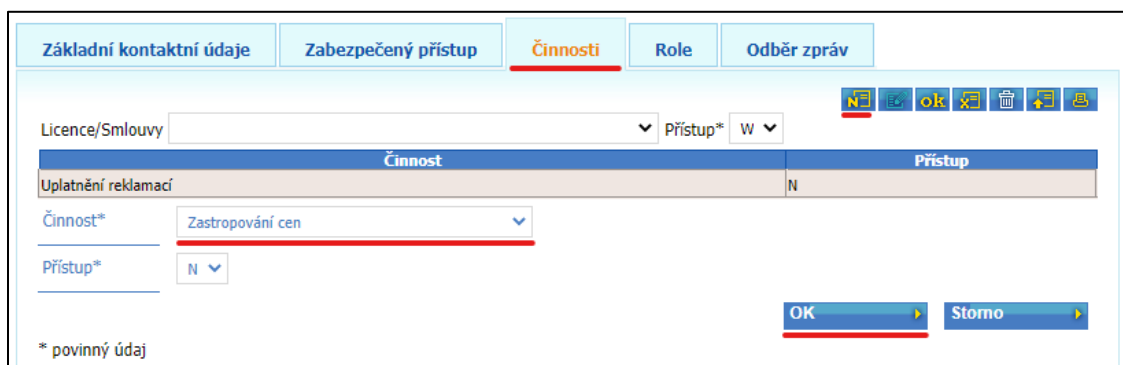 Základní kontaktní údaje Zabezpečený přístup Činnosti Role Odběr zpráv
N ok x
Licence/Smlouvy Přístup* W
Činnost Přístup
Uplatnění reklamací N
Činnost* Zastropování cen
Přístup* N
OK Storno
* povinný údaj